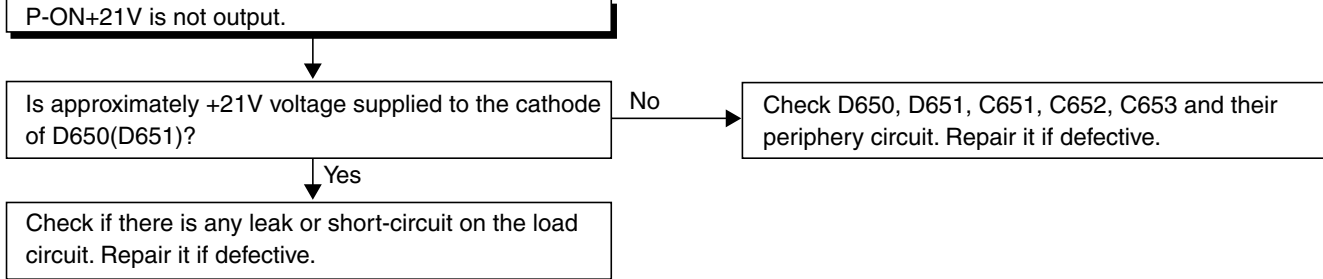 P-ON+21V is not output.
Is approximately +21V voltage supplied to the cathode
of D650(D651)?
No
Check D650, D651, C651, C652, C653 and their
periphery circuit. Repair it if defective.
Yes
Check if there is any leak or short-circuit on the load
circuit. Repair it if defective.